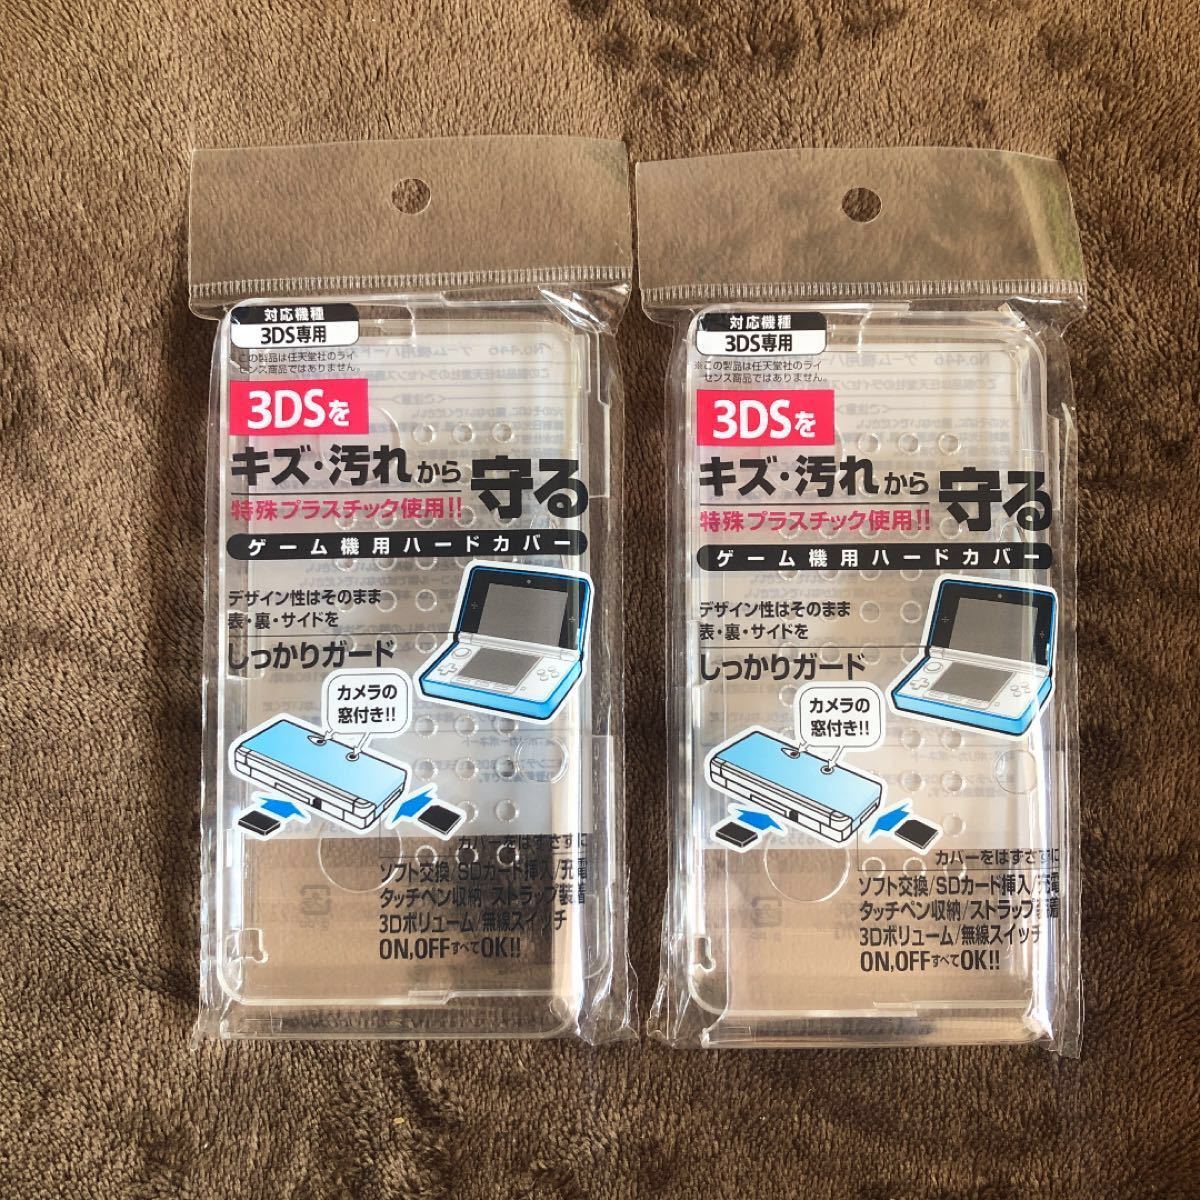 対応機種
3DS専用
※この製品は任天堂社のライ
センス商品ではありません。
3DSを
キズ・汚れから守る
特殊プラスチック使用!!
ゲーム機用ハードカバー
デザイン性はそのまま
表・裏・サイドを
しっかりガード
カメラの
窓付き!!
カバーをはずさずに
ソフト交換/SDカード挿入/充電
タッチペン収納/ストラップ装着
3Dボリューム/無線スイッチ
ON,OFFすべてOK!!
対応機種
3DS専用
※この製品は任天堂社のライ
センス商品ではありません。
3DSを
キズ・汚れから守る
特殊プラスチック使用!!
ゲーム機用ハードカバー
デザイン性はそのまま
表・裏・サイドを
しっかりガード
カメラの
窓付き!!
カバーをはずさずに
ソフト交換/SDカード挿入/充電
タッチペン収納/ストラップ装着
3Dボリューム/無線スイッチ
ON,OFFすべてOK!!